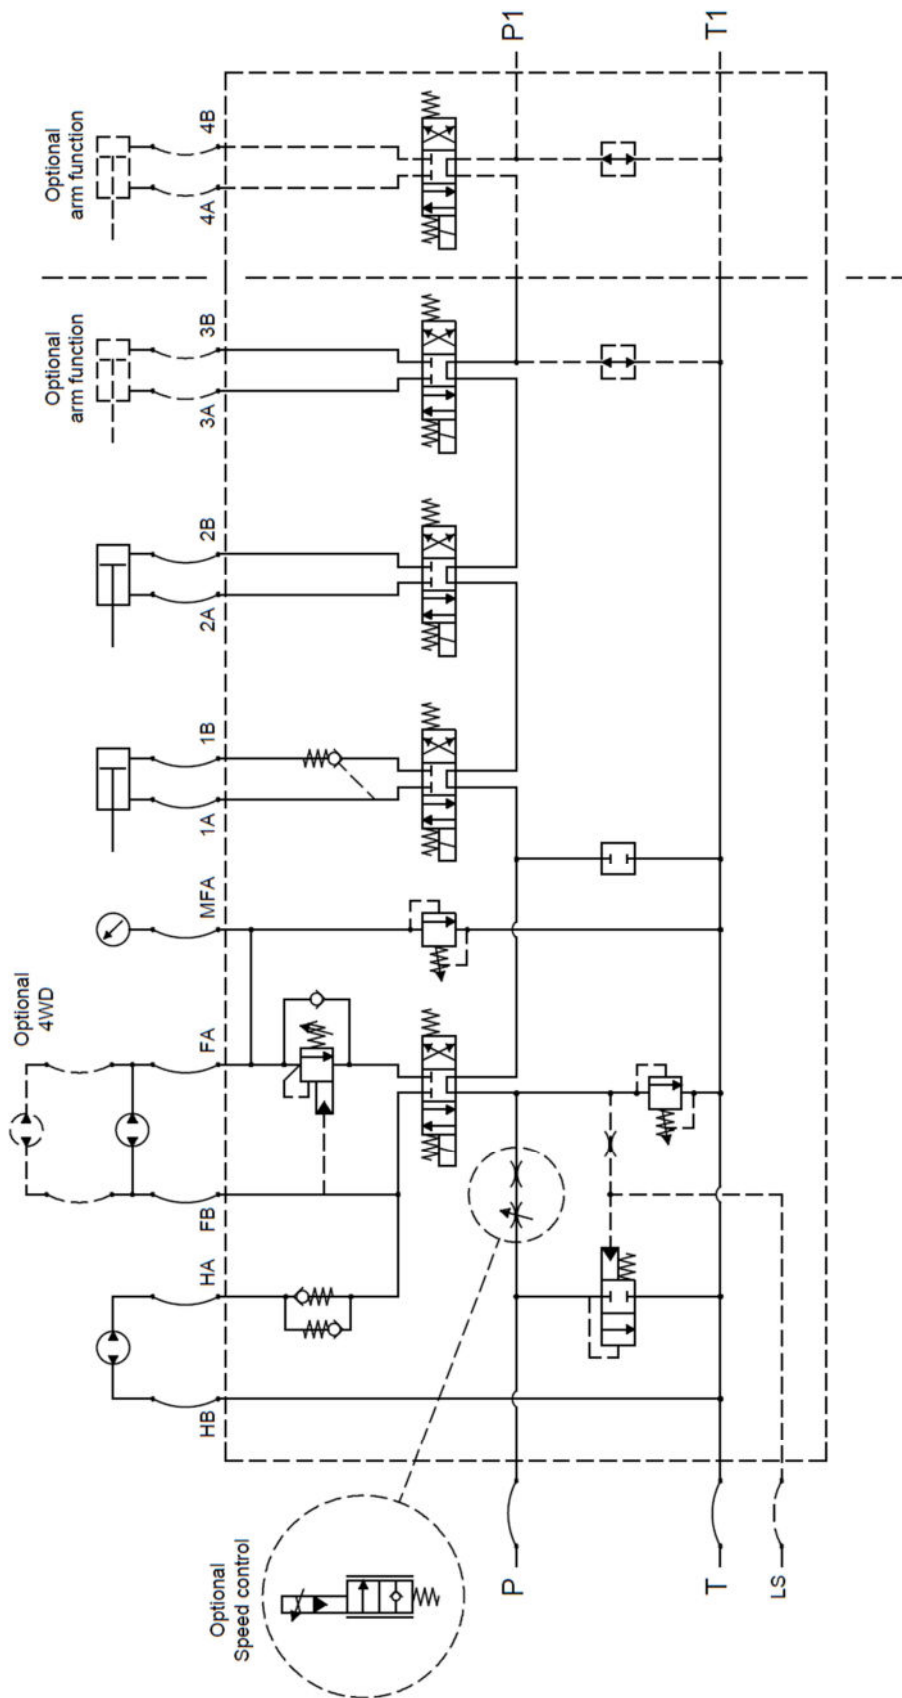 Optional
Speed control
P
T
LS
HB
HA
FB
FA
Optional
4WD
MFA
1A
1B
2A
2B
3A
3B
Optional
arm function
4A
4B
Optional
arm function
P1
T1